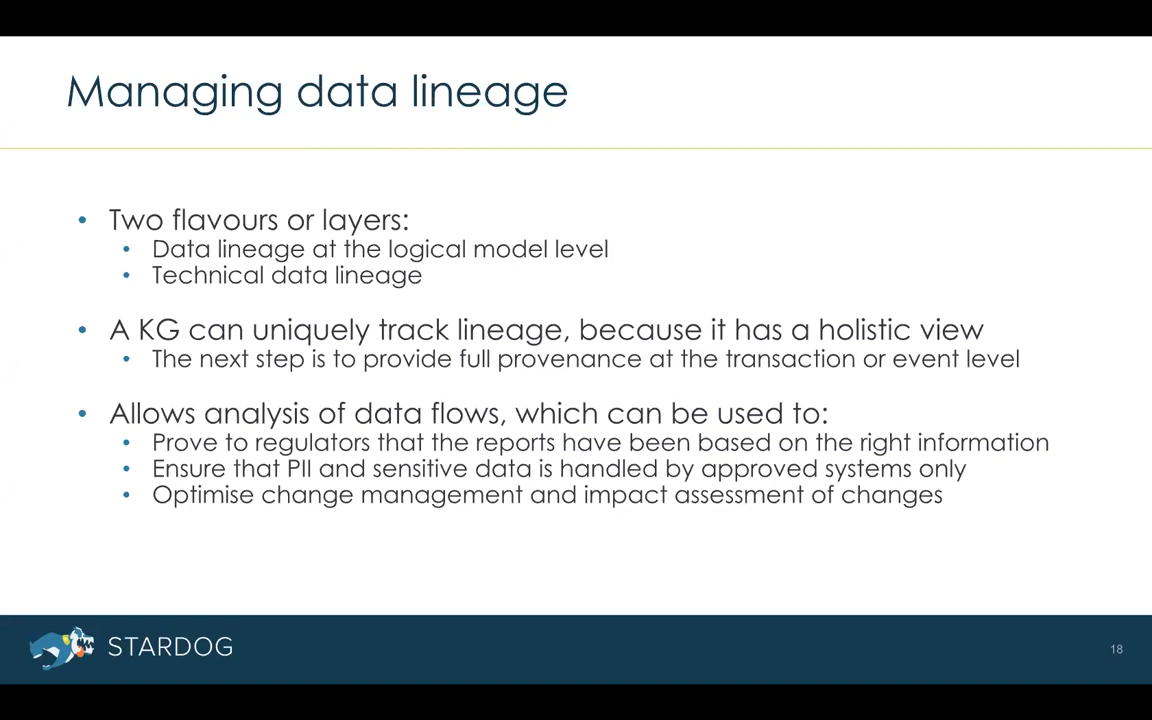 Managing data lineage
• Two flavours or layers:
• Data lineage at the logical model level
• Technical data lineage
• A KG can uniquely track lineage, because it has a holistic view
• The next step is to provide full provenance at the transaction or event level
• Allows analysis of data flows, which can be used to:
• Prove to regulators that the reports have been based on the right information
• Ensure that PII and sensitive data is handled by approved systems only
• Optimise change management and impact assessment of changes
STARDOG
18